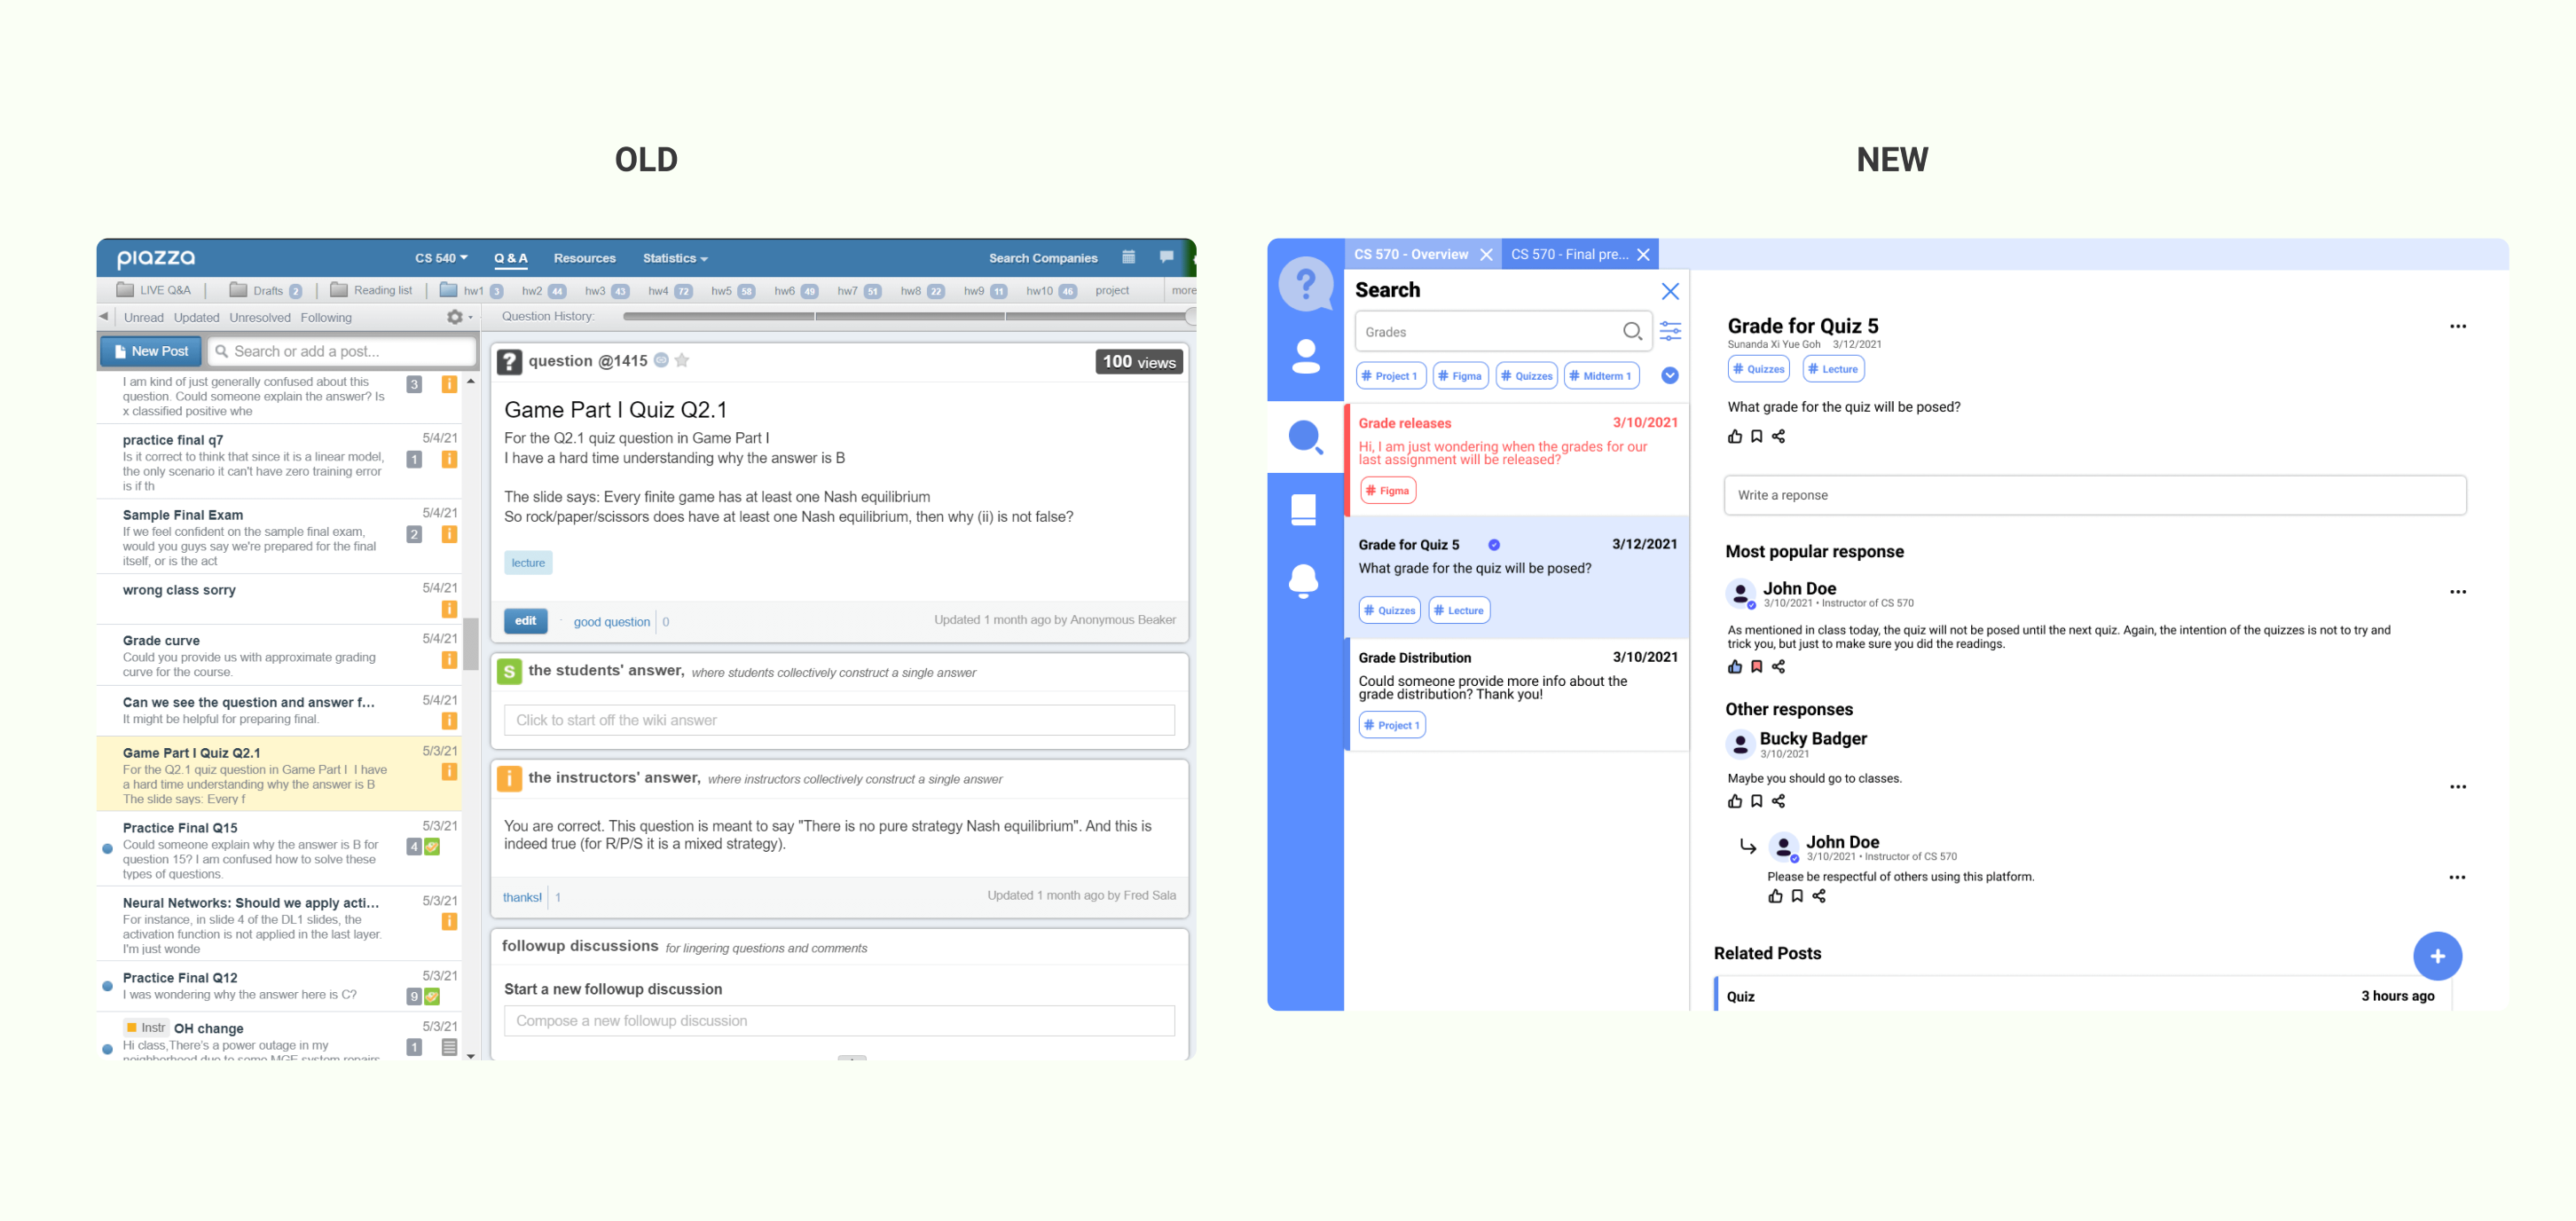 OLD
NEW
piazza
CS 540
Q & A
Resources
Statistics
Search Companies
LIVE Q&A
Drafts 2
Reading list
hw1 3
hw2 44
hw3 43
hw4 72
hw5 58
hw6 49
hw7 51
hw8 22
hw9 11
hw10 46
project
more
Unread Updated Unresolved Following
Question History:
New Post
Search or add a post...
I am kind of just generally confused about this
question. Could someone explain the answer? Is
x classified positive whe
3
i
practice final q7 5/4/21
Is it correct to think that since it is a linear model,
the only scenario it can't have zero training error
is if th
1
i
Sample Final Exam 5/4/21
If we feel confident on the sample final exam,
would you guys say we're prepared for the final
itself, or is the act
2
i
wrong class sorry 5/4/21
i
Grade curve 5/4/21
Could you provide us with approximate grading
curve for the course.
i
Can we see the question and answer f... 5/4/21
It might be helpful for preparing final.
i
Game Part I Quiz Q2.1 5/3/21
For the Q2.1 quiz question in Game Part I I have
a hard time understanding why the answer is B
The slide says: Every f
i
Practice Final Q15 5/3/21
Could someone explain why the answer is B for
question 15? I am confused how to solve these
types of questions.
4
Neural Networks: Should we apply acti... 5/3/21
For instance, in slide 4 of the DL1 slides, the
activation function is not applied in the last layer.
I'm just wonde
i
Practice Final Q12 5/3/21
I was wondering why the answer here is C?
9
Instr OH change 5/3/21
Hi class,There's a power outage in my
neighborhood due to some MGE system repairs
1
? question @1415
100 views
Game Part I Quiz Q2.1
For the Q2.1 quiz question in Game Part I
I have a hard time understanding why the answer is B
The slide says: Every finite game has at least one Nash equilibrium
So rock/paper/scissors does have at least one Nash equilibrium, then why (ii) is not false?
lecture
edit · good question 0
Updated 1 month ago by Anonymous Beaker
S the students' answer, where students collectively construct a single answer
Click to start off the wiki answer
i the instructors' answer, where instructors collectively construct a single answer
You are correct. This question is meant to say "There is no pure strategy Nash equilibrium". And this is
indeed true (for R/P/S it is a mixed strategy).
thanks! 1
Updated 1 month ago by Fred Sala
followup discussions for lingering questions and comments
Start a new followup discussion
Compose a new followup discussion
?
CS 570 - Overview
CS 570 - Final pre...
Search
Grades
# Project 1
# Figma
# Quizzes
# Midterm 1
Grade releases 3/10/2021
Hi, I am just wondering when the grades for our
last assignment will be released?
# Figma
Grade for Quiz 5 3/12/2021
What grade for the quiz will be posed?
# Quizzes # Lecture
Grade Distribution 3/10/2021
Could someone provide more info about the
grade distribution? Thank you!
# Project 1
Grade for Quiz 5
Sunanda Xi Yue Goh 3/12/2021
# Quizzes # Lecture
What grade for the quiz will be posed?
Write a reponse
Most popular response
John Doe
3/10/2021 • Instructor of CS 570
As mentioned in class today, the quiz will not be posed until the next quiz. Again, the intention of the quizzes is not to try and
trick you, but just to make sure you did the readings.
Other responses
Bucky Badger
3/10/2021
Maybe you should go to classes.
John Doe
3/10/2021 • Instructor of CS 570
Please be respectful of others using this platform.
Related Posts
+
Quiz 3 hours ago